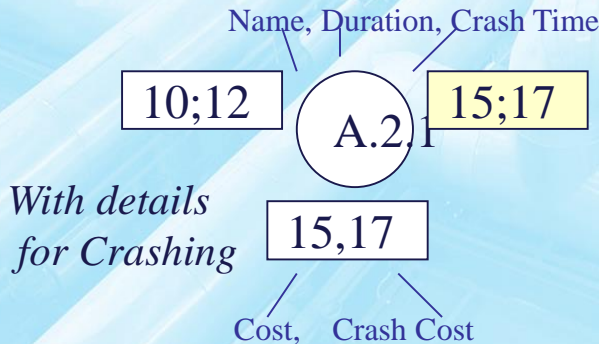 Name, Duration, Crash Time
10;12
A.2.1
15;17
With details
for Crashing
15,17
Cost, Crash Cost